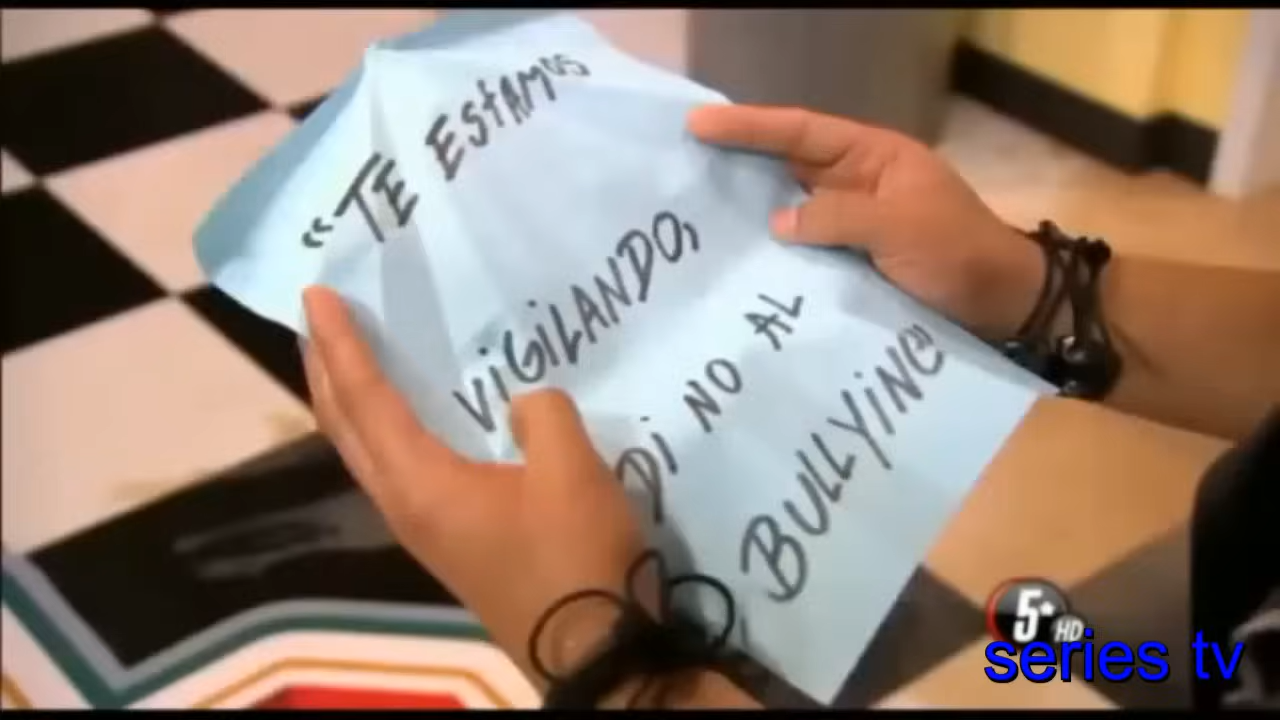 “TE ESTAMOS
VIGILANDO,
DI NO AL
BULLYING”
5* HD
series tv